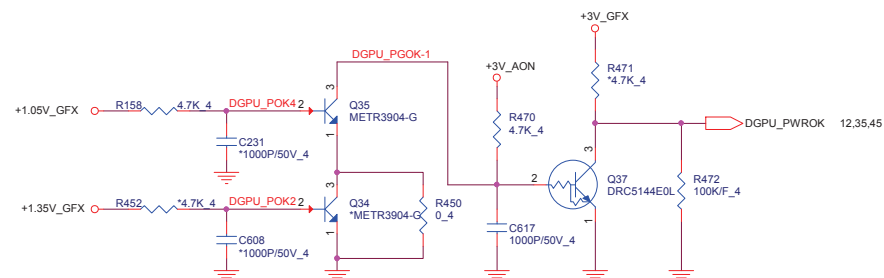 +3V_GFX
DGPU_PGOK-1
+3V_AON
R471
*4.7K_4
3
Q35
METR3904-G
+1.05V_GFX
R158
4.7K_4
DGPU_POK4
2
R470
4.7K_4
DGPU_PWROK 12,35,45
C231
*1000P/50V_4
1
3
2
Q37
DRC5144E0L
R472
100K/F_4
3
+1.35V_GFX
R452
*4.7K_4
DGPU_POK2
2
Q34
*METR3904-G
R450
0_4
1
C617
1000P/50V_4
1
C608
*1000P/50V_4